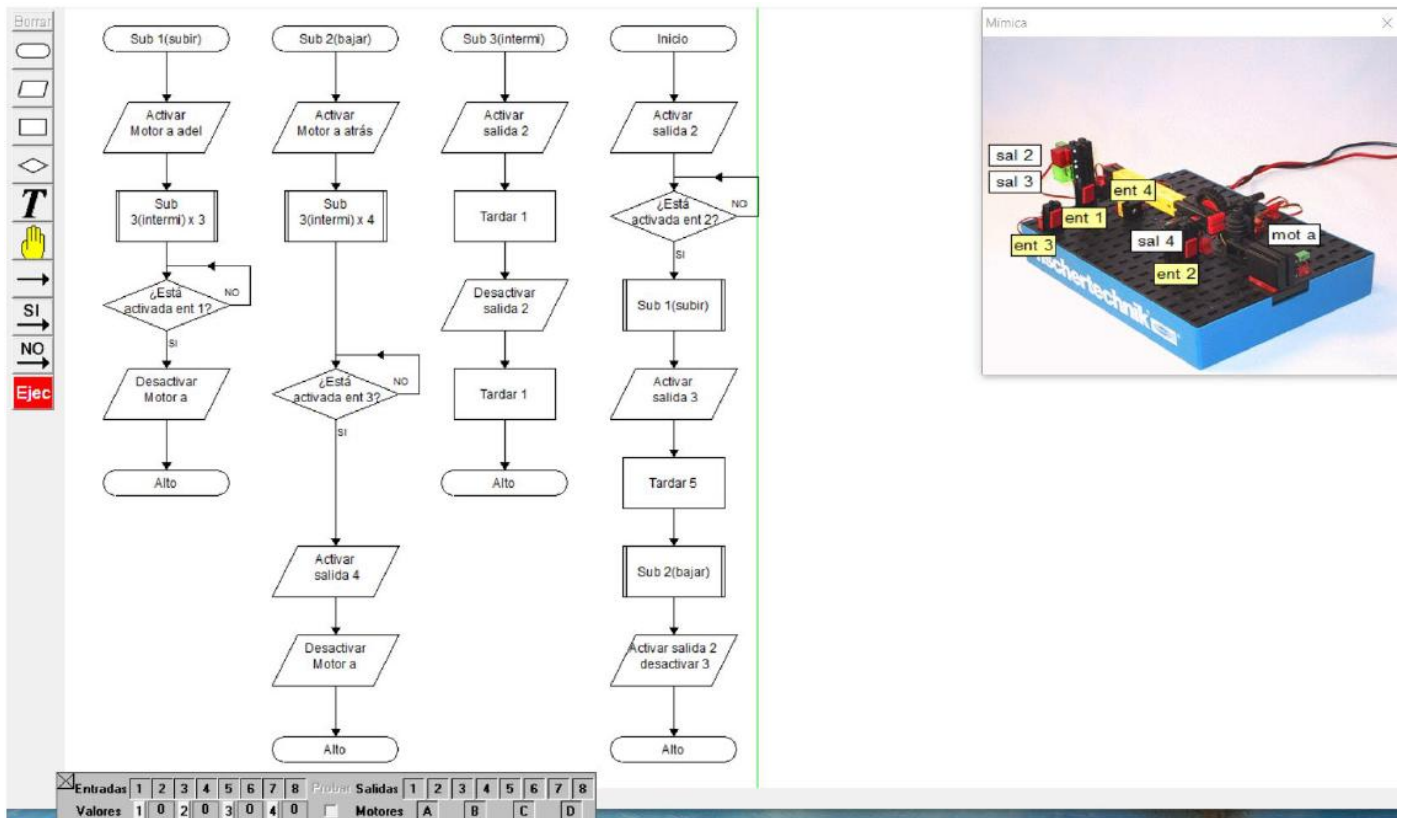 Borrar
T
SI
NO
Ejec
Sub 1(subir)
Activar
Motor a adel
Sub
3(intermi) x 3
¿Está
activada ent 1?
NO
SI
Desactivar
Motor a
Alto
Sub 2(bajar)
Activar
Motor a atrás
Sub
3(intermi) x 4
¿Está
activada ent 3?
NO
SI
Activar
salida 4
Desactivar
Motor a
Alto
Sub 3(intermi)
Activar
salida 2
Tardar 1
Desactivar
salida 2
Tardar 1
Alto
Inicio
Activar
salida 2
¿Está
activada ent 2?
NO
SI
Sub 1(subir)
Activar
salida 3
Tardar 5
Sub 2(bajar)
Activar salida 2
desactivar 3
Alto
Mímica
sal 2
sal 3
ent 4
ent 1
ent 3
sal 4
mot a
ent 2
fischertechnik
Entradas 1 2 3 4 5 6 7 8 Probar Salidas 1 2 3 4 5 6 7 8
Valores 1 0 2 0 3 0 4 0 Motores A B C D